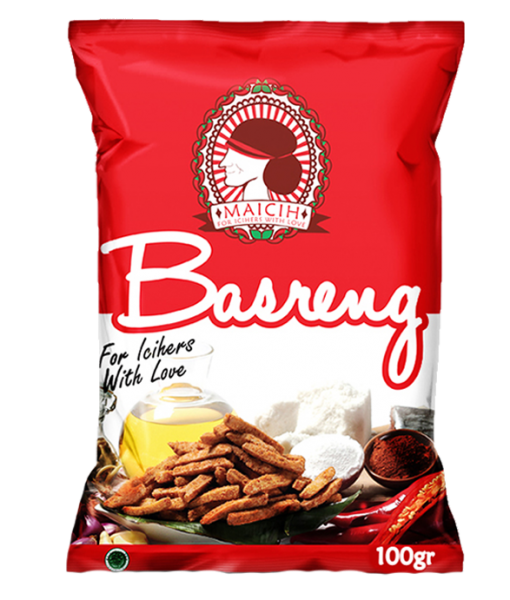 MAICIH
FOR ICIHERS WITH LOVE
Basreng
For Icihers
With Love
100gr